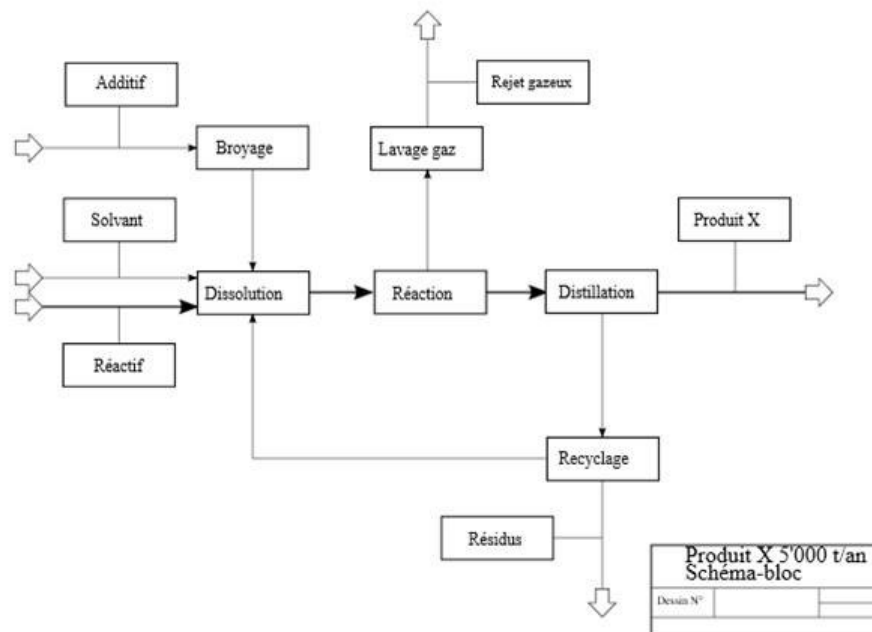 Additif
Rejet gazeux
Broyage
Lavage gaz
Solvant
Produit X
Dissolution
Réaction
Distillation
Réactif
Recyclage
Résidus
Produit X 5'000 t/an
Schéma-bloc
Dessin N°